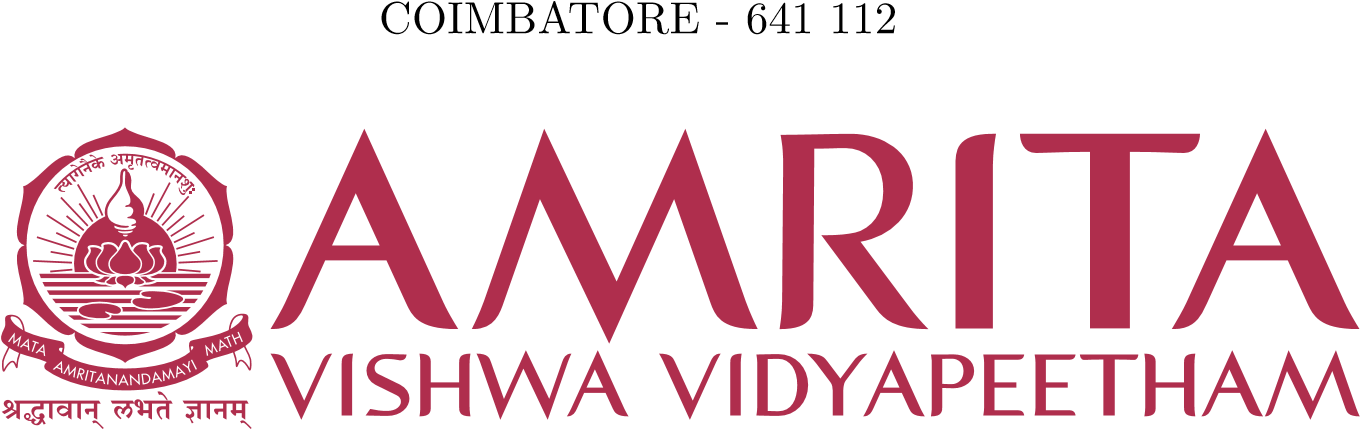 COIMBATORE - 641 112
त्यागेनैके अमृतत्वमानशुः
AMRITA
VISHWA VIDYAPEETHAM
MATA AMRITANANDAMAYI MATH
श्रद्धावान् लभते ज्ञानम्